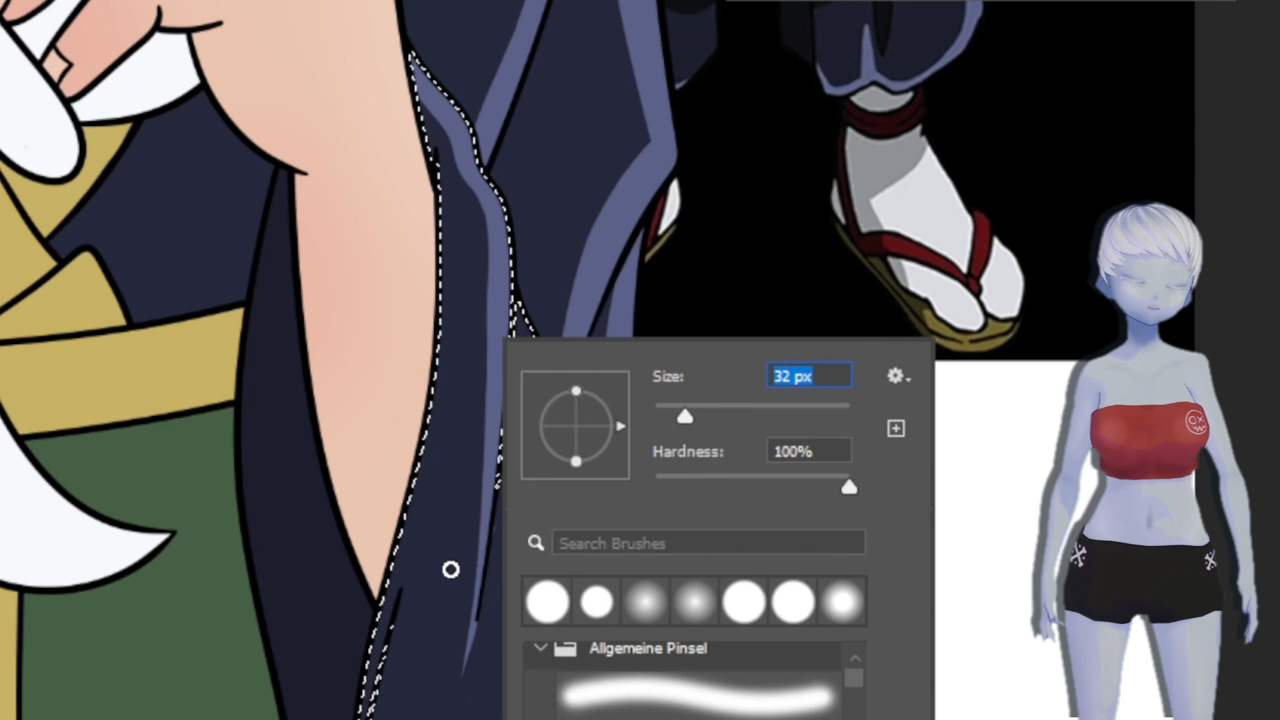 Size:
32 px
Hardness:
100%
Search Brushes
Allgemeine Pinsel